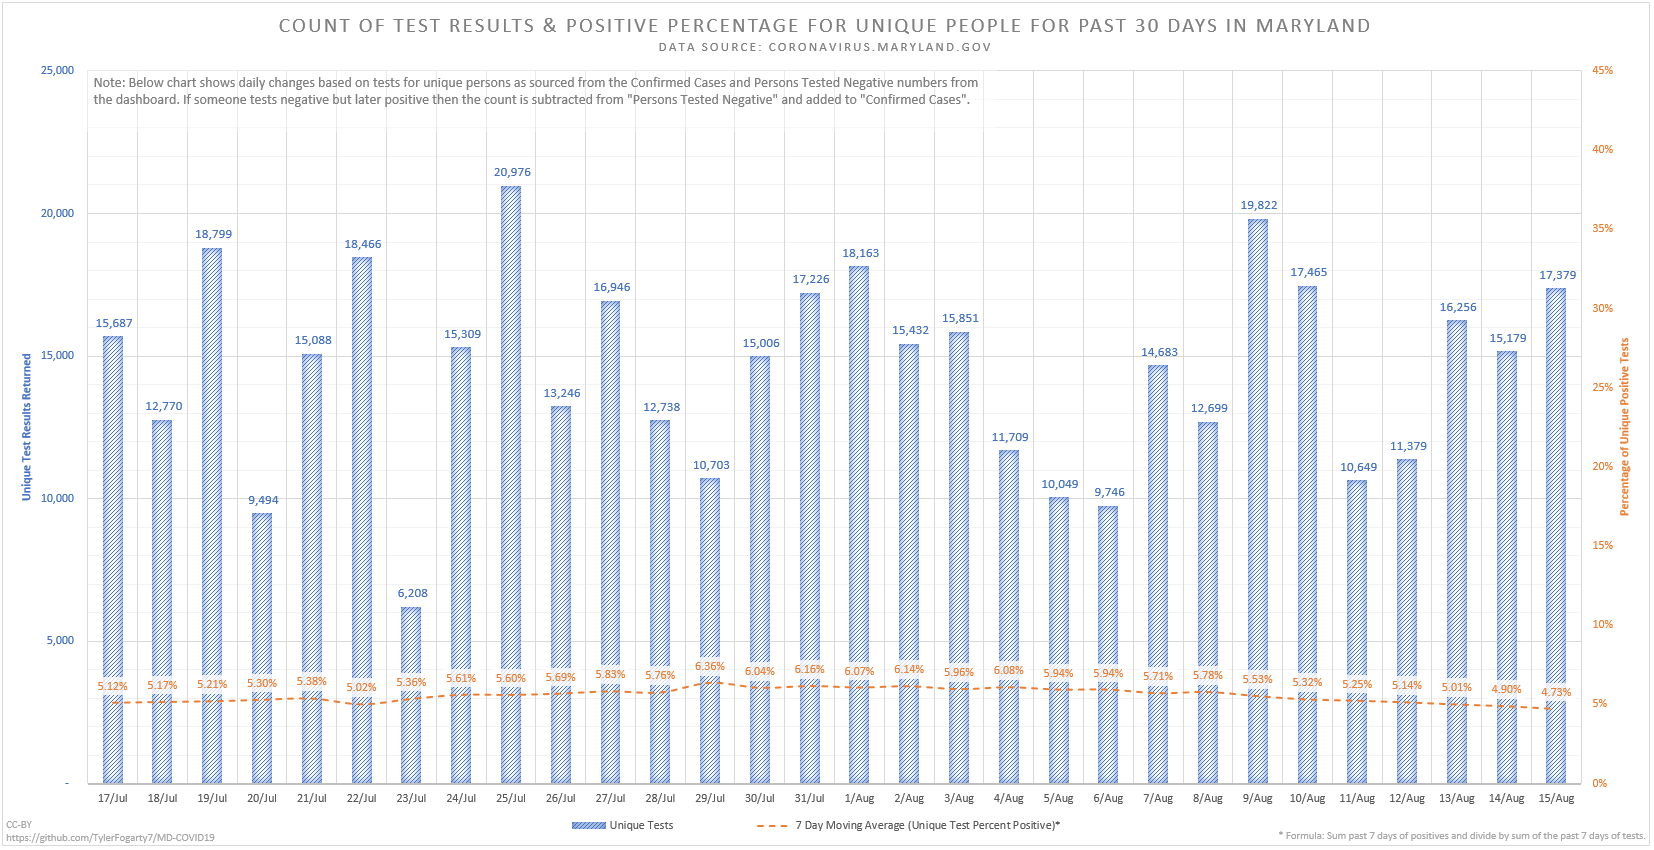 COUNT OF TEST RESULTS & POSITIVE PERCENTAGE FOR UNIQUE PEOPLE FOR PAST 30 DAYS IN MARYLAND
DATA SOURCE: CORONAVIRUS.MARYLAND.GOV
Note: Below chart shows daily changes based on tests for unique persons as sourced from the Confirmed Cases and Persons Tested Negative numbers from
the dashboard. If someone tests negative but later positive then the count is subtracted from "Persons Tested Negative" and added to "Confirmed Cases".
Unique Test Results Returned
25,000
20,000
15,000
10,000
5,000
-
15,687
12,770
18,799
9,494
15,088
18,466
6,208
15,309
20,976
13,246
16,946
12,738
10,703
15,006
17,226
18,163
15,432
15,851
11,709
10,049
9,746
14,683
12,699
19,822
17,465
10,649
11,379
16,256
15,179
17,379
5.12%
5.17%
5.21%
5.30%
5.38%
5.02%
5.36%
5.61%
5.60%
5.69%
5.83%
5.76%
6.36%
6.04%
6.16%
6.07%
6.14%
5.96%
6.08%
5.94%
5.94%
5.71%
5.78%
5.53%
5.32%
5.25%
5.14%
5.01%
4.90%
4.73%
45%
40%
35%
30%
25%
20%
15%
10%
5%
0%
Percentage of Unique Positive Tests
17/Jul
18/Jul
19/Jul
20/Jul
21/Jul
22/Jul
23/Jul
24/Jul
25/Jul
26/Jul
27/Jul
28/Jul
29/Jul
30/Jul
31/Jul
1/Aug
2/Aug
3/Aug
4/Aug
5/Aug
6/Aug
7/Aug
8/Aug
9/Aug
10/Aug
11/Aug
12/Aug
13/Aug
14/Aug
15/Aug
Unique Tests
7 Day Moving Average (Unique Test Percent Positive)*
CC-BY
https://github.com/TylerFogarty7/MD-COVID19
* Formula: Sum past 7 days of positives and divide by sum of the past 7 days of tests.